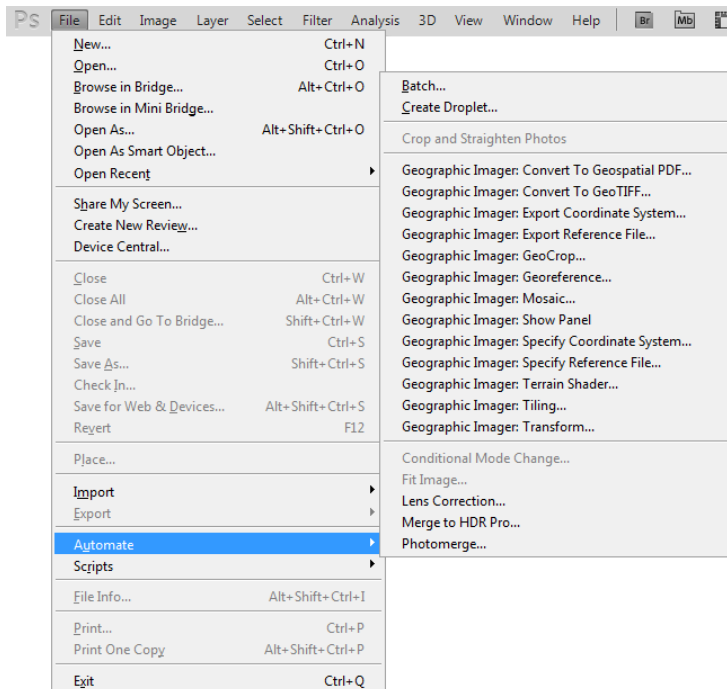 Ps File Edit Image Layer Select Filter Analysis 3D View Window Help Br Mb
New... Ctrl+N
Open... Ctrl+O
Browse in Bridge... Alt+Ctrl+O
Browse in Mini Bridge...
Open As... Alt+Shift+Ctrl+O
Open As Smart Object...
Open Recent
Share My Screen...
Create New Review...
Device Central...
Close Ctrl+W
Close All Alt+Ctrl+W
Close and Go To Bridge... Shift+Ctrl+W
Save Ctrl+S
Save As... Shift+Ctrl+S
Check In...
Save for Web & Devices... Alt+Shift+Ctrl+S
Revert F12
Place...
Import
Export
Automate
Scripts
File Info... Alt+Shift+Ctrl+I
Print... Ctrl+P
Print One Copy Alt+Shift+Ctrl+P
Exit Ctrl+Q
Batch...
Create Droplet...
Crop and Straighten Photos
Geographic Imager: Convert To Geospatial PDF...
Geographic Imager: Convert To GeoTIFF...
Geographic Imager: Export Coordinate System...
Geographic Imager: Export Reference File...
Geographic Imager: GeoCrop...
Geographic Imager: Georeference...
Geographic Imager: Mosaic...
Geographic Imager: Show Panel
Geographic Imager: Specify Coordinate System...
Geographic Imager: Specify Reference File...
Geographic Imager: Terrain Shader...
Geographic Imager: Tiling...
Geographic Imager: Transform...
Conditional Mode Change...
Fit Image...
Lens Correction...
Merge to HDR Pro...
Photomerge...